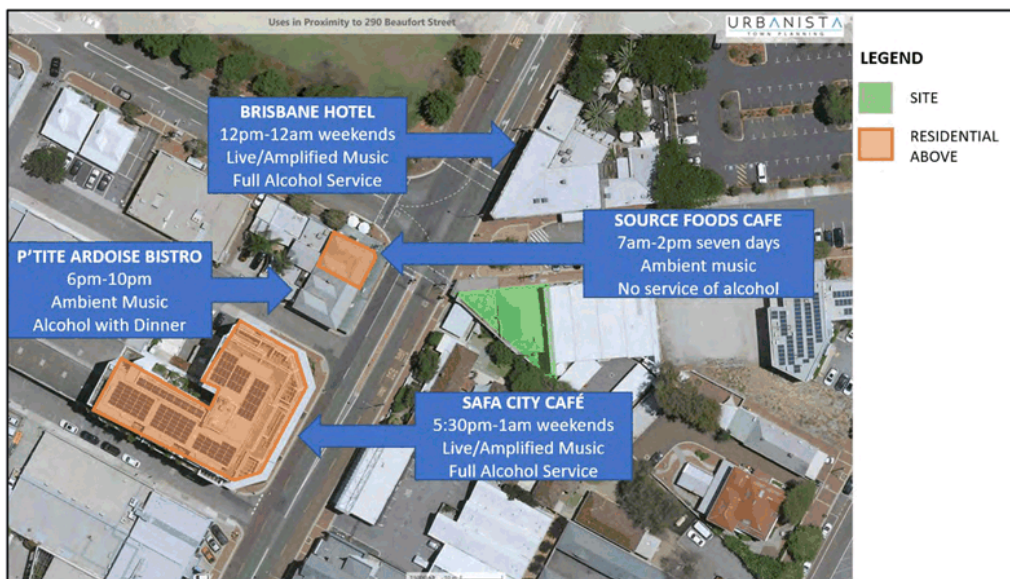 Uses in Proximity to 290 Beaufort Street
URBANISTA
TOWN PLANNING
LEGEND
SITE
RESIDENTIAL
ABOVE
BRISBANE HOTEL
12pm-12am weekends
Live/Amplified Music
Full Alcohol Service
SOURCE FOODS CAFE
7am-2pm seven days
Ambient music
No service of alcohol
P'TITE ARDOISE BISTRO
6pm-10pm
Ambient Music
Alcohol with Dinner
SAFA CITY CAFÉ
5:30pm-1am weekends
Live/Amplified Music
Full Alcohol Service